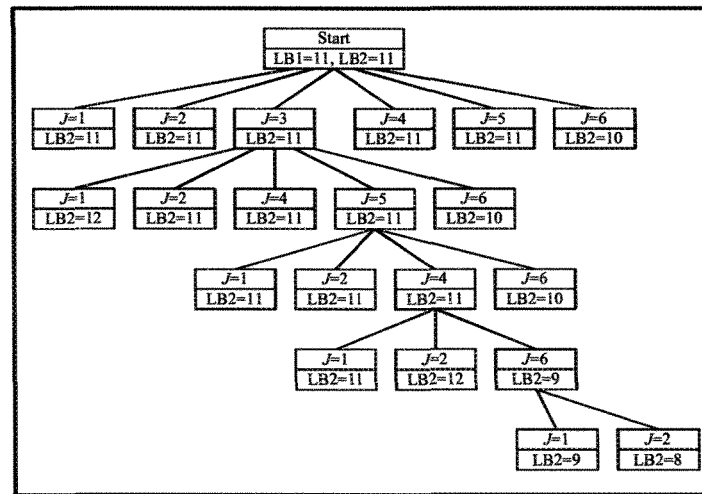 Start
LB1=11, LB2=11
J=1 J=2 J=3 J=4 J=5 J=6
LB2=11 LB2=11 LB2=11 LB2=11 LB2=11 LB2=10
J=1 J=2 J=4 J=5 J=6
LB2=12 LB2=11 LB2=11 LB2=11 LB2=10
J=1 J=2 J=4 J=6
LB2=11 LB2=11 LB2=11 LB2=10
J=1 J=2 J=6
LB2=11 LB2=12 LB2=9
J=1 J=2
LB2=9 LB2=8